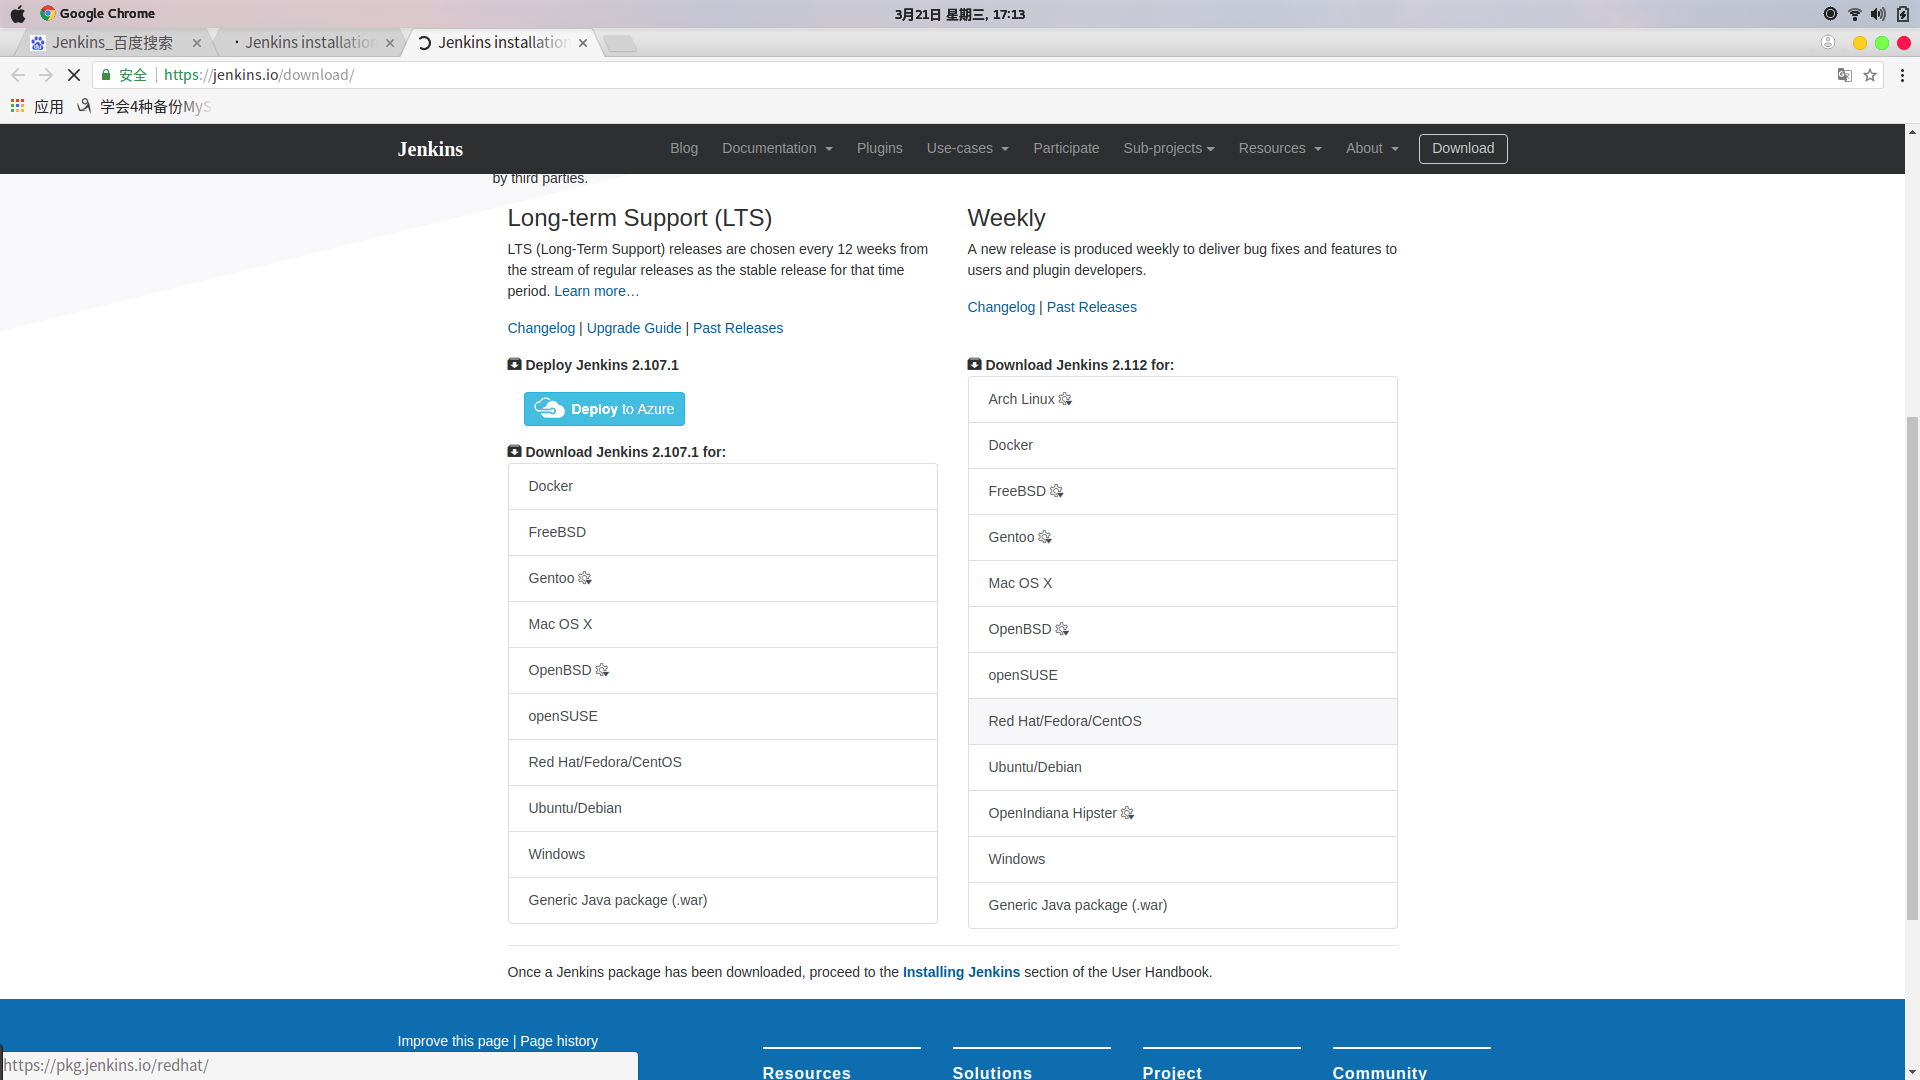 Google Chrome
3月21日 星期三, 17:13
Jenkins_百度搜索
Jenkins installation
Jenkins installation
安全
https://jenkins.io/download/
应用
学会4种备份MyS
Jenkins
Blog
Documentation
Plugins
Use-cases
Participate
Sub-projects
Resources
About
Download
by third parties.
Long-term Support (LTS)
LTS (Long-Term Support) releases are chosen every 12 weeks from
the stream of regular releases as the stable release for that time
period. Learn more…
Changelog | Upgrade Guide | Past Releases
Deploy Jenkins 2.107.1
Deploy to Azure
Download Jenkins 2.107.1 for:
Docker
FreeBSD
Gentoo
Mac OS X
OpenBSD
openSUSE
Red Hat/Fedora/CentOS
Ubuntu/Debian
Windows
Generic Java package (.war)
Weekly
A new release is produced weekly to deliver bug fixes and features to
users and plugin developers.
Changelog | Past Releases
Download Jenkins 2.112 for:
Arch Linux
Docker
FreeBSD
Gentoo
Mac OS X
OpenBSD
openSUSE
Red Hat/Fedora/CentOS
Ubuntu/Debian
OpenIndiana Hipster
Windows
Generic Java package (.war)
Once a Jenkins package has been downloaded, proceed to the Installing Jenkins section of the User Handbook.
Improve this page | Page history
https://pkg.jenkins.io/redhat/
Resources
Solutions
Project
Community